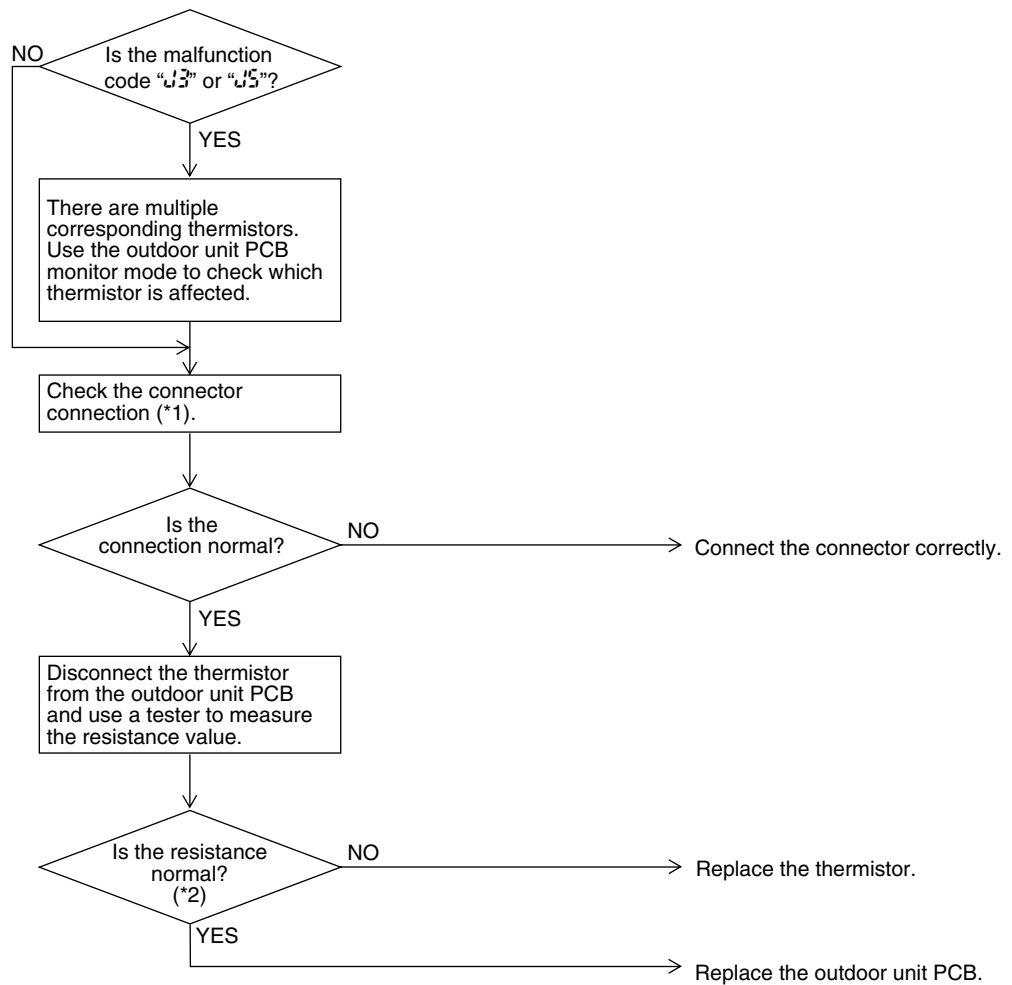 NO
Is the malfunction
code “J3” or “J5”?
YES
There are multiple
corresponding thermistors.
Use the outdoor unit PCB
monitor mode to check which
thermistor is affected.
Check the connector
connection (*1).
Is the
connection normal?
NO
Connect the connector correctly.
YES
Disconnect the thermistor
from the outdoor unit PCB
and use a tester to measure
the resistance value.
Is the resistance
normal?
(*2)
NO
Replace the thermistor.
YES
Replace the outdoor unit PCB.